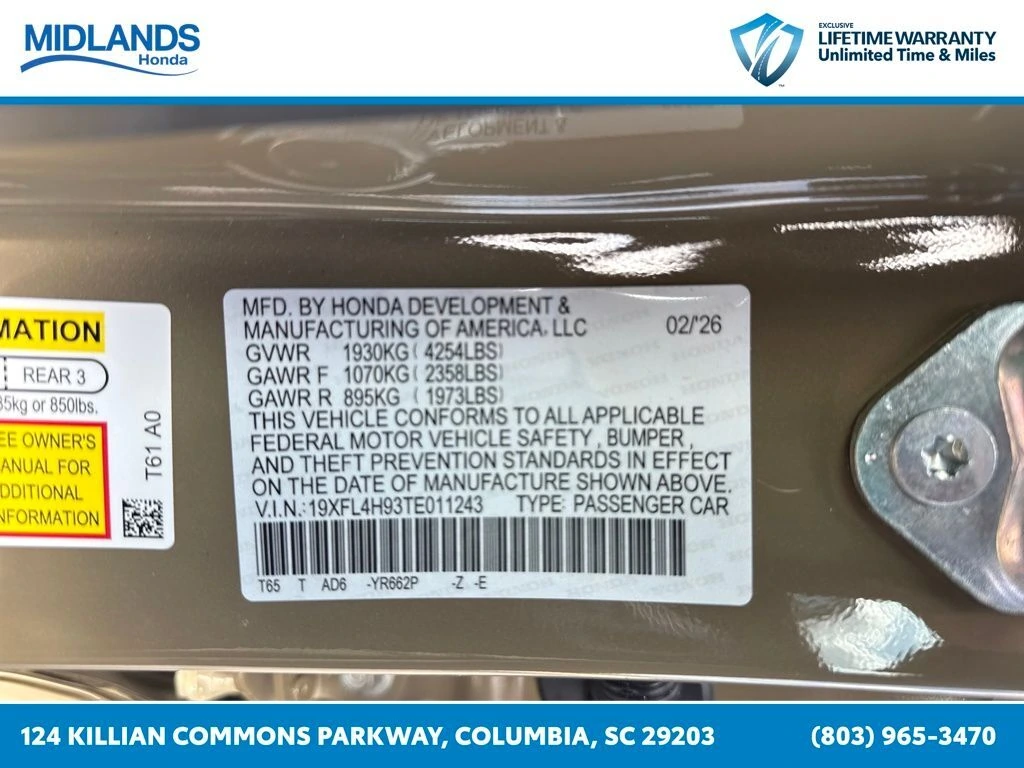 MIDLANDS
Honda
EXCLUSIVE
LIFETIME WARRANTY
Unlimited Time & Miles
MATION
REAR 3
85kg or 850lbs.
EE OWNER'S
ANUAL FOR
DDITIONAL
NFORMATION
T61 A0
MFD. BY HONDA DEVELOPMENT &
MANUFACTURING OF AMERICA, LLC 02/'26
GVWR 1930KG ( 4254LBS)
GAWR F 1070KG ( 2358LBS)
GAWR R 895KG ( 1973LBS)
THIS VEHICLE CONFORMS TO ALL APPLICABLE
FEDERAL MOTOR VEHICLE SAFETY , BUMPER ,
AND THEFT PREVENTION STANDARDS IN EFFECT
ON THE DATE OF MANUFACTURE SHOWN ABOVE.
V.I.N.: 19XFL4H93TE011243 TYPE: PASSENGER CAR
T65 T AD6 -YR662P -Z -E
124 KILLIAN COMMONS PARKWAY, COLUMBIA, SC 29203 (803) 965-3470